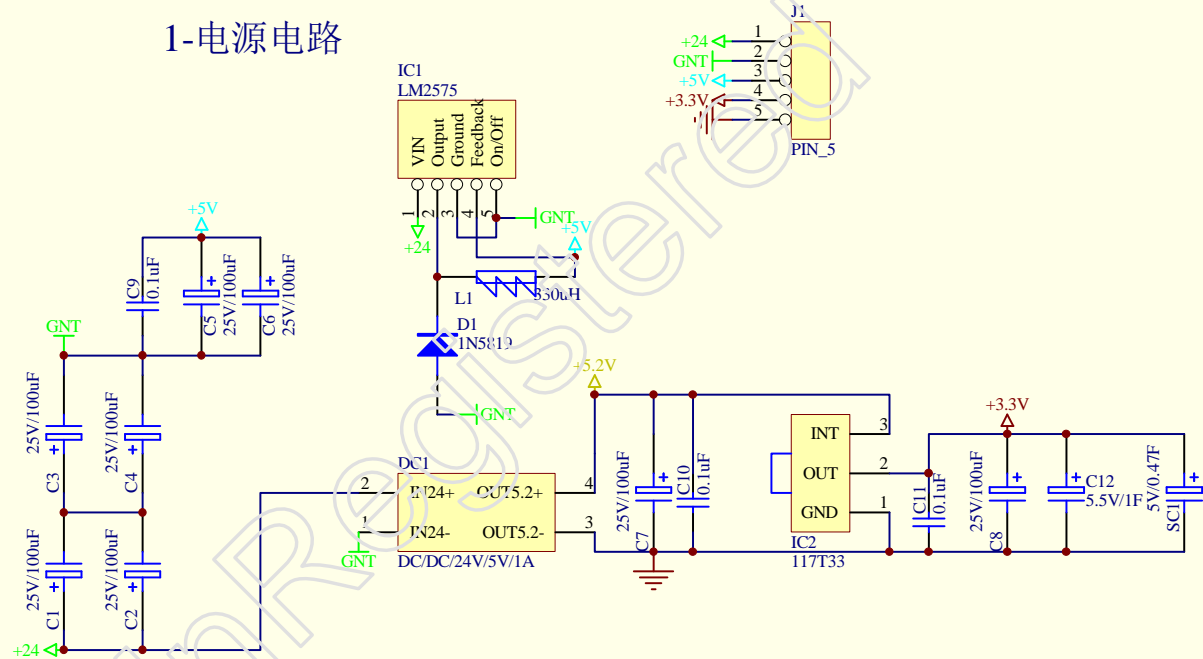 1-电源电路
J1
+24
1
GNT
2
+5V
3
+3.3V
4
5
PIN_5
IC1
LM2575
VIN
Output
Ground
Feedback
On/Off
1
2
3
4
5
+24
GNT
+5V
L1
330uH
D1
1N5819
GNT
+5V
C9
0.1uF
C5
25V/100uF
C6
25V/100uF
GNT
C3
25V/100uF
C4
25V/100uF
C1
25V/100uF
C2
25V/100uF
+24
DC1
2
IN24+
OUT5.2+
4
1
IN24-
OUT5.2-
3
GNT
DC/DC/24V/5V/1A
+5.2V
C7
25V/100uF
C10
0.1uF
INT
3
OUT
2
GND
1
IC2
117T33
+3.3V
C11
0.1uF
C8
25V/100uF
C12
5.5V/1F
SC1
5V/0.47F
UnRegistered